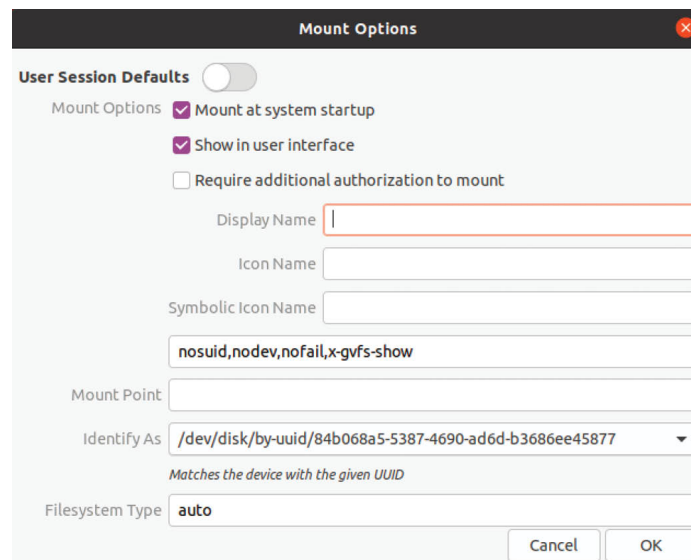 Mount Options
User Session Defaults
Mount Options Mount at system startup
Show in user interface
Require additional authorization to mount
Display Name
Icon Name
Symbolic Icon Name
nosuid,nodev,nofail,x-gvfs-show
Mount Point
Identify As /dev/disk/by-uuid/84b068a5-5387-4690-ad6d-b3686ee45877
Matches the device with the given UUID
Filesystem Type auto
Cancel OK